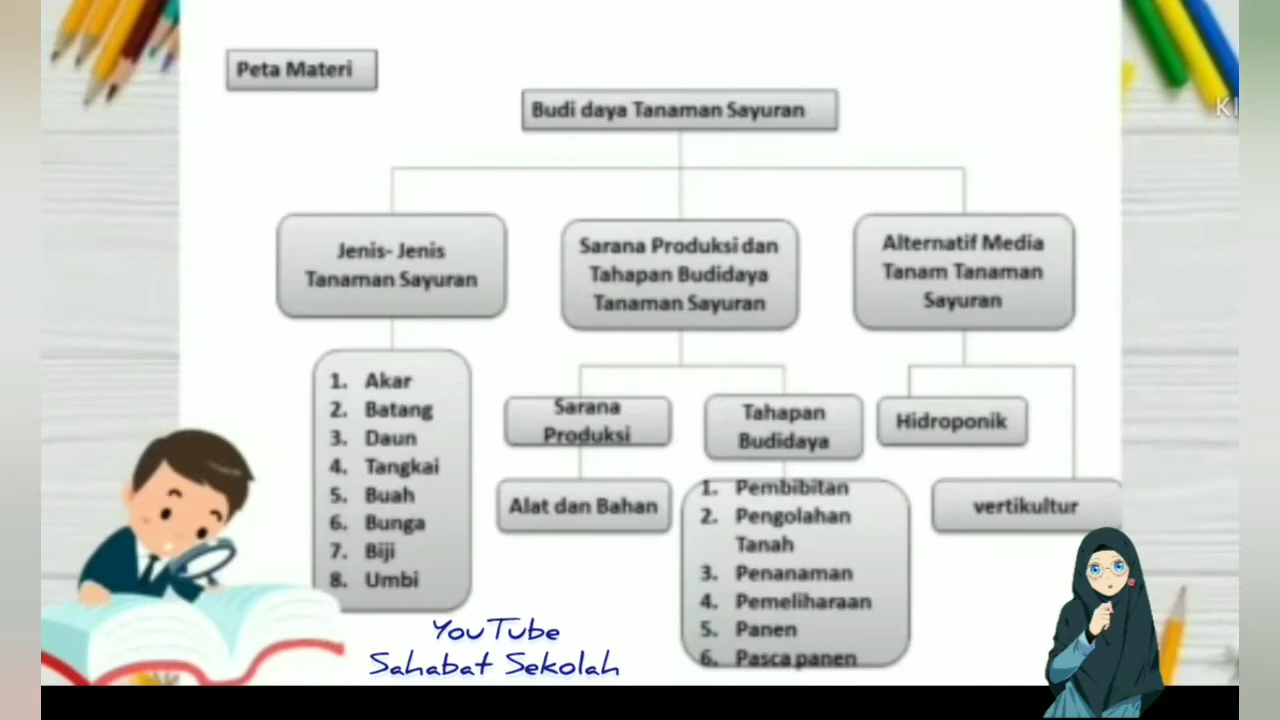 Peta Materi
Budi daya Tanaman Sayuran
Jenis- Jenis
Tanaman Sayuran
Sarana Produksi dan
Tahapan Budidaya
Tanaman Sayuran
Alternatif Media
Tanam Tanaman
Sayuran
1. Akar
2. Batang
3. Daun
4. Tangkai
5. Buah
6. Bunga
7. Biji
8. Umbi
Sarana
Produksi
Alat dan Bahan
Tahapan
Budidaya
1. Pembibitan
2. Pengolahan
Tanah
3. Penanaman
4. Pemeliharaan
5. Panen
6. Pasca panen
Hidroponik
vertikultur
YouTube
Sahabat Sekolah